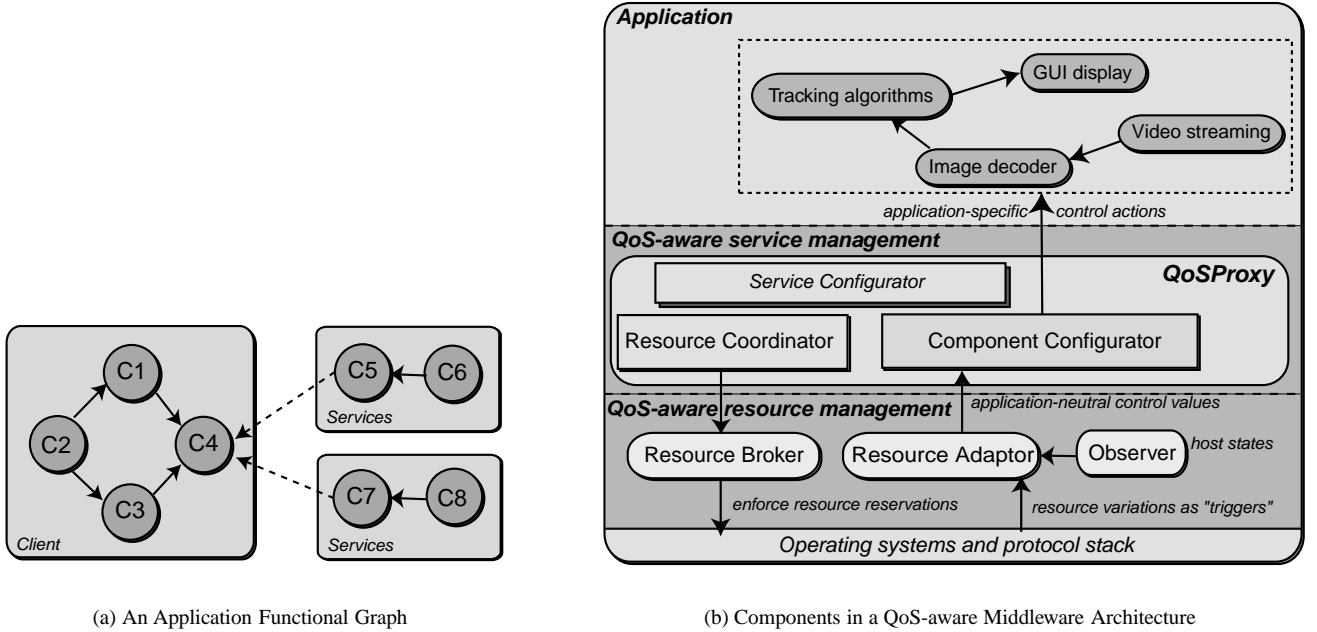 C1
C2
C3
C4
Client
C5
C6
Services
C7
C8
Services
(a) An Application Functional Graph
Application
GUI display
Tracking algorithms
Video streaming
Image decoder
application-specific control actions
QoS-aware service management
QoSProxy
Service Configurator
Resource Coordinator
Component Configurator
QoS-aware resource management
application-neutral control values
Resource Broker
Resource Adaptor
Observer
host states
enforce resource reservations
resource variations as "triggers"
Operating systems and protocol stack
(b) Components in a QoS-aware Middleware Architecture